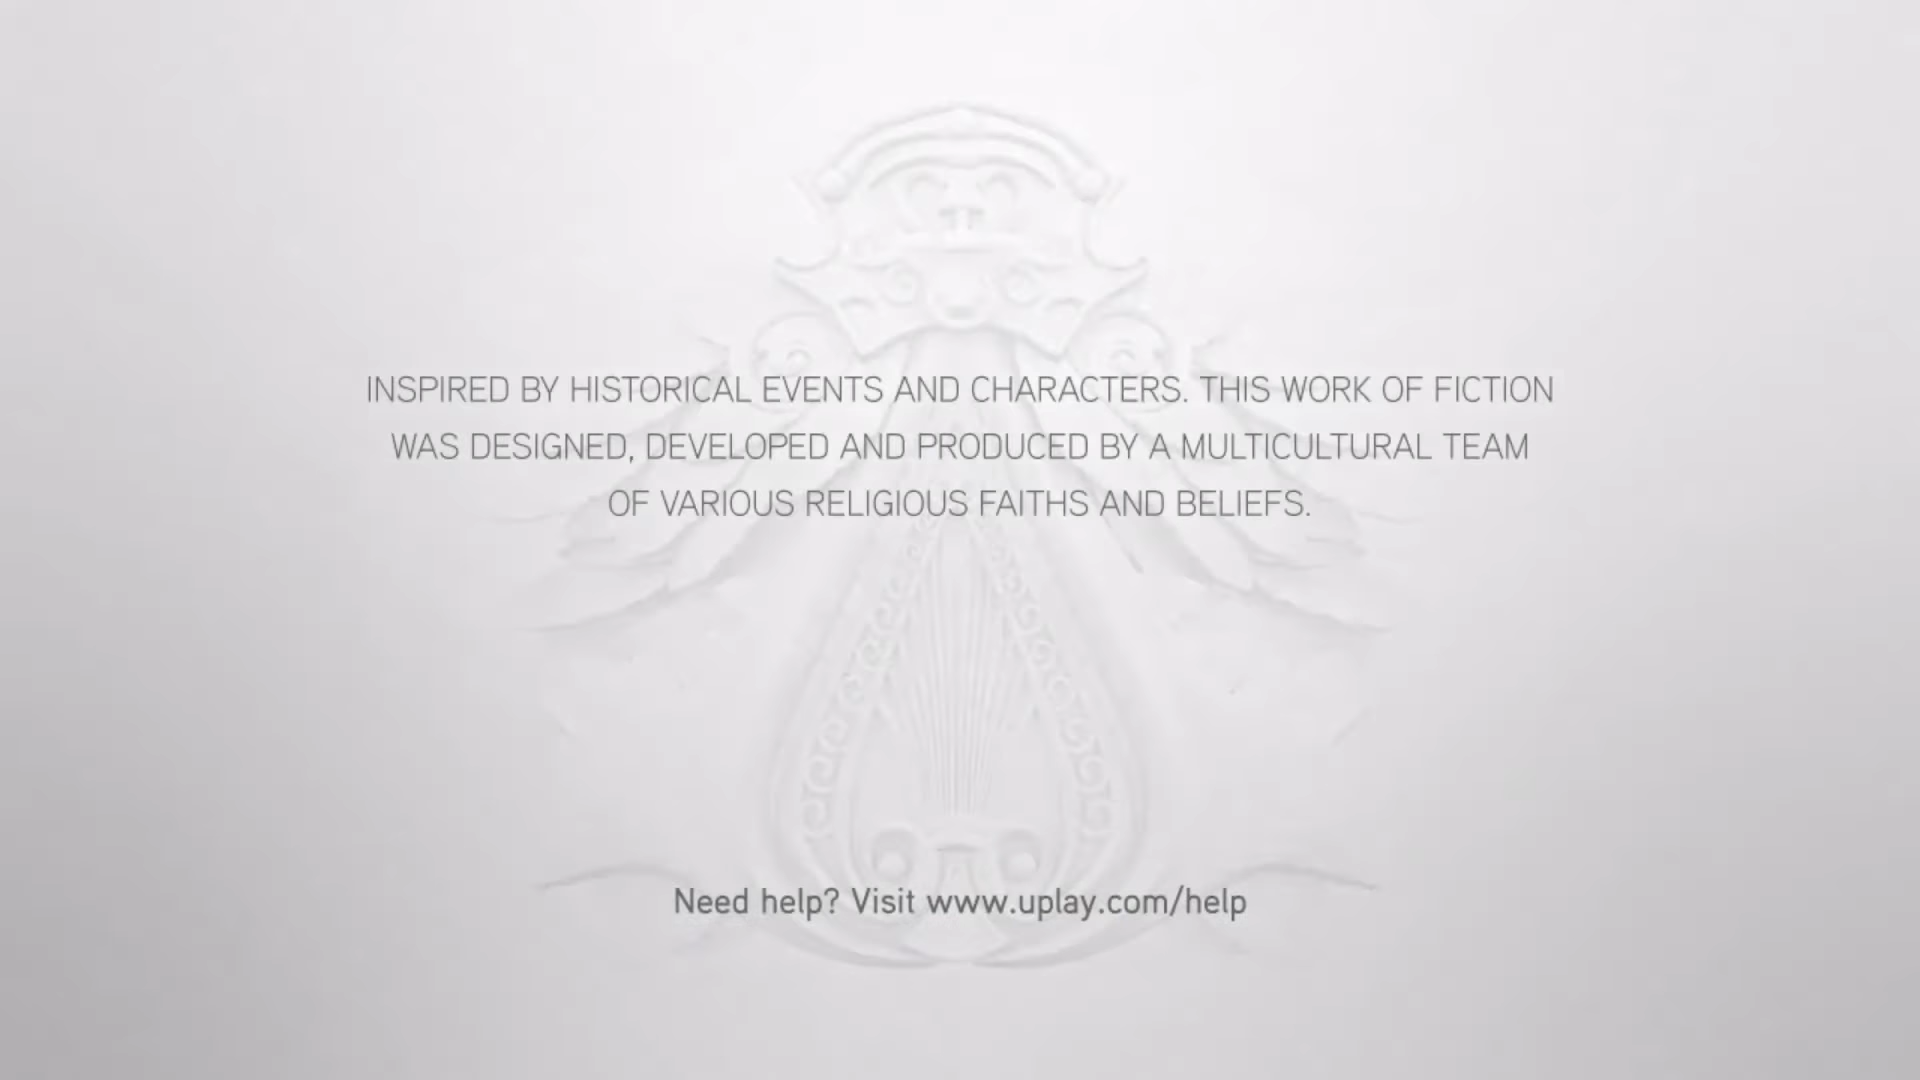 INSPIRED BY HISTORICAL EVENTS AND CHARACTERS. THIS WORK OF FICTION
WAS DESIGNED, DEVELOPED AND PRODUCED BY A MULTICULTURAL TEAM
OF VARIOUS RELIGIOUS FAITHS AND BELIEFS.
Need help? Visit www.uplay.com/help